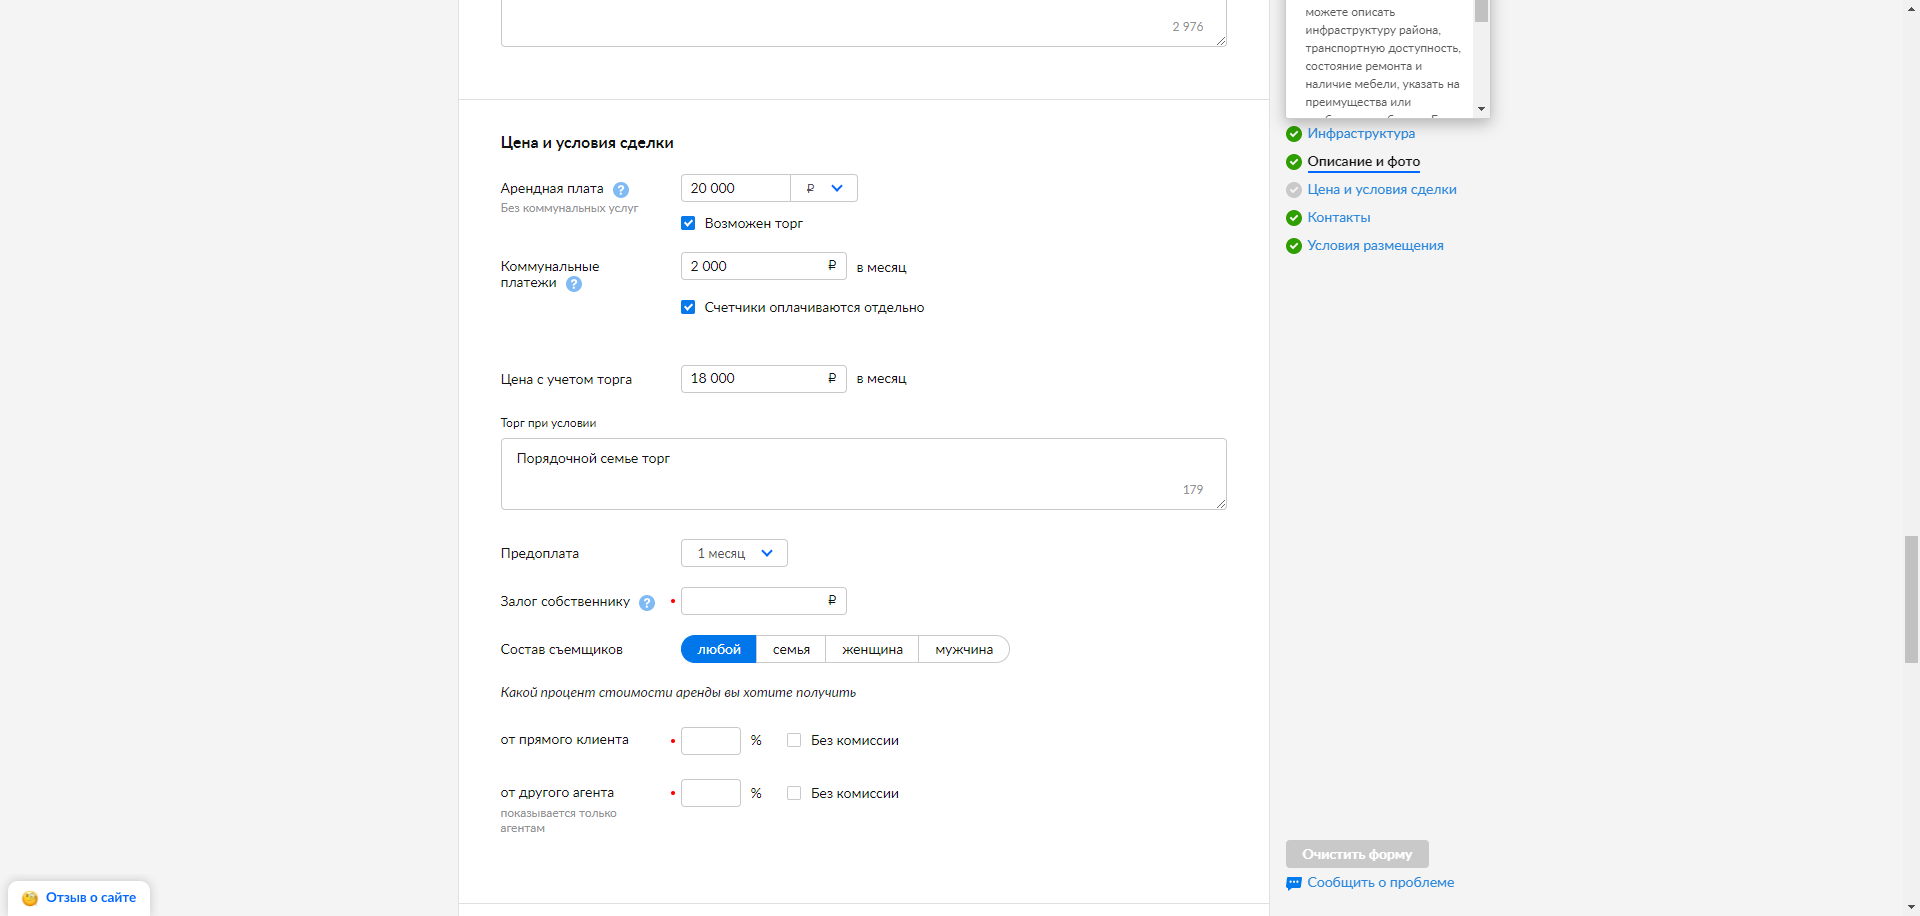 2 976
Цена и условия сделки
Арендная плата ?
Без коммунальных услуг
20 000 ₽
Возможен торг
Коммунальные
платежи ?
2 000 ₽ в месяц
Счетчики оплачиваются отдельно
Цена с учетом торга
18 000 ₽ в месяц
Торг при условии
Порядочной семье торг
179
Предоплата
1 месяц
Залог собственнику ?
₽
Состав съемщиков
любой семья женщина мужчина
Какой процент стоимости аренды вы хотите получить
от прямого клиента
% Без комиссии
от другого агента
показывается только
агентам
% Без комиссии
можете описать
инфраструктуру района,
транспортную доступность,
состояние ремонта и
наличие мебели, указать на
преимущества или
Инфраструктура
Описание и фото
Цена и условия сделки
Контакты
Условия размещения
Очистить форму
Сообщить о проблеме
Отзыв о сайте